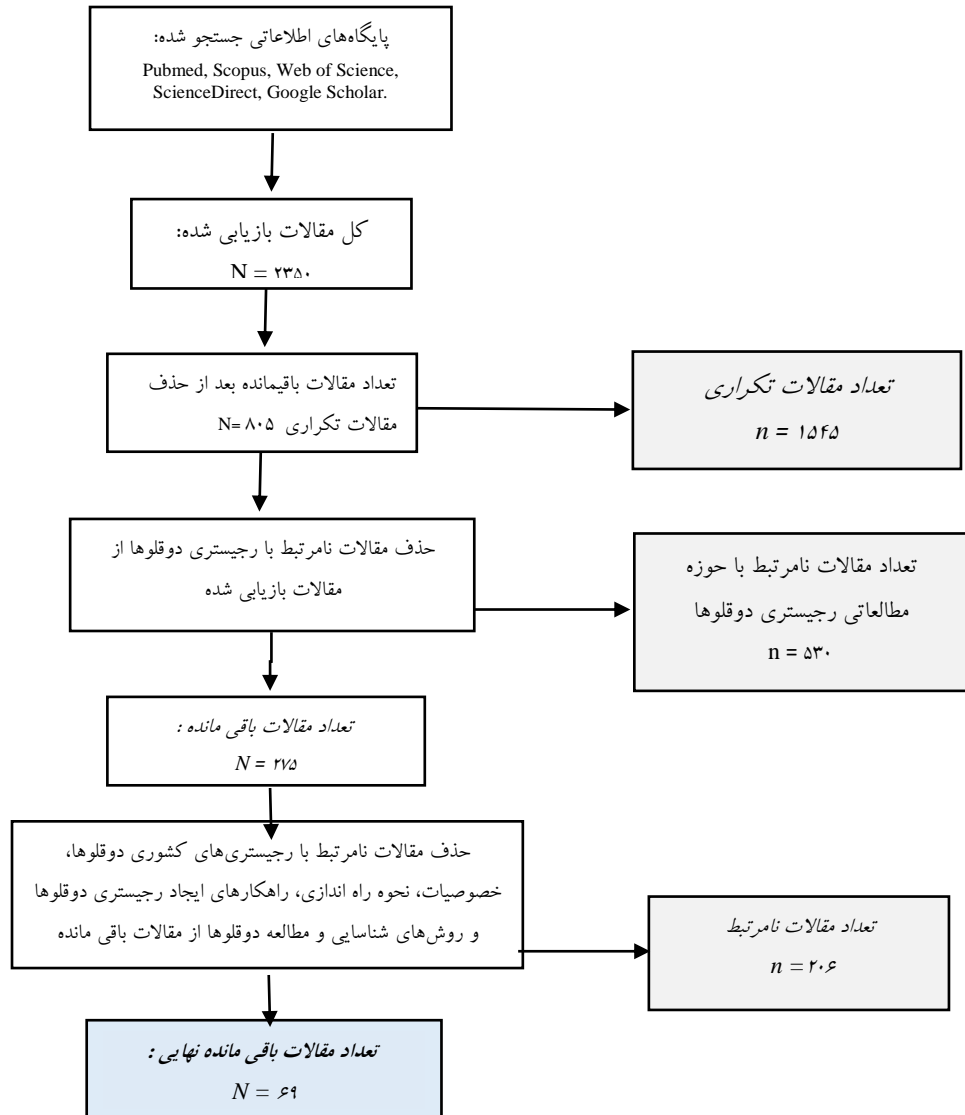 پایگاه‌های اطلاعاتی جستجو شده:
Pubmed, Scopus, Web of Science,
ScienceDirect, Google Scholar.
کل مقالات بازیابی شده:
N = ۲۳۵۰
تعداد مقالات باقیمانده بعد از حذف
مقالات تکراری N= ۸۰۵
تعداد مقالات تکراری
n = ۱۵۴۵
حذف مقالات نامرتبط با رجیستری دوقلوها از
مقالات بازیابی شده
تعداد مقالات نامرتبط با حوزه
مطالعاتی رجیستری دوقلوها
n = ۵۳۰
تعداد مقالات باقی مانده :
N = ۲۷۵
حذف مقالات نامرتبط با رجیستری‌های کشوری دوقلوها،
خصوصیات، نحوه راه اندازی، راهکارهای ایجاد رجیستری دوقلوها
و روش‌های شناسایی و مطالعه دوقلوها از مقالات باقی مانده
تعداد مقالات نامرتبط
n = ۲۰۶
تعداد مقالات باقی مانده نهایی :
N = ۶۹